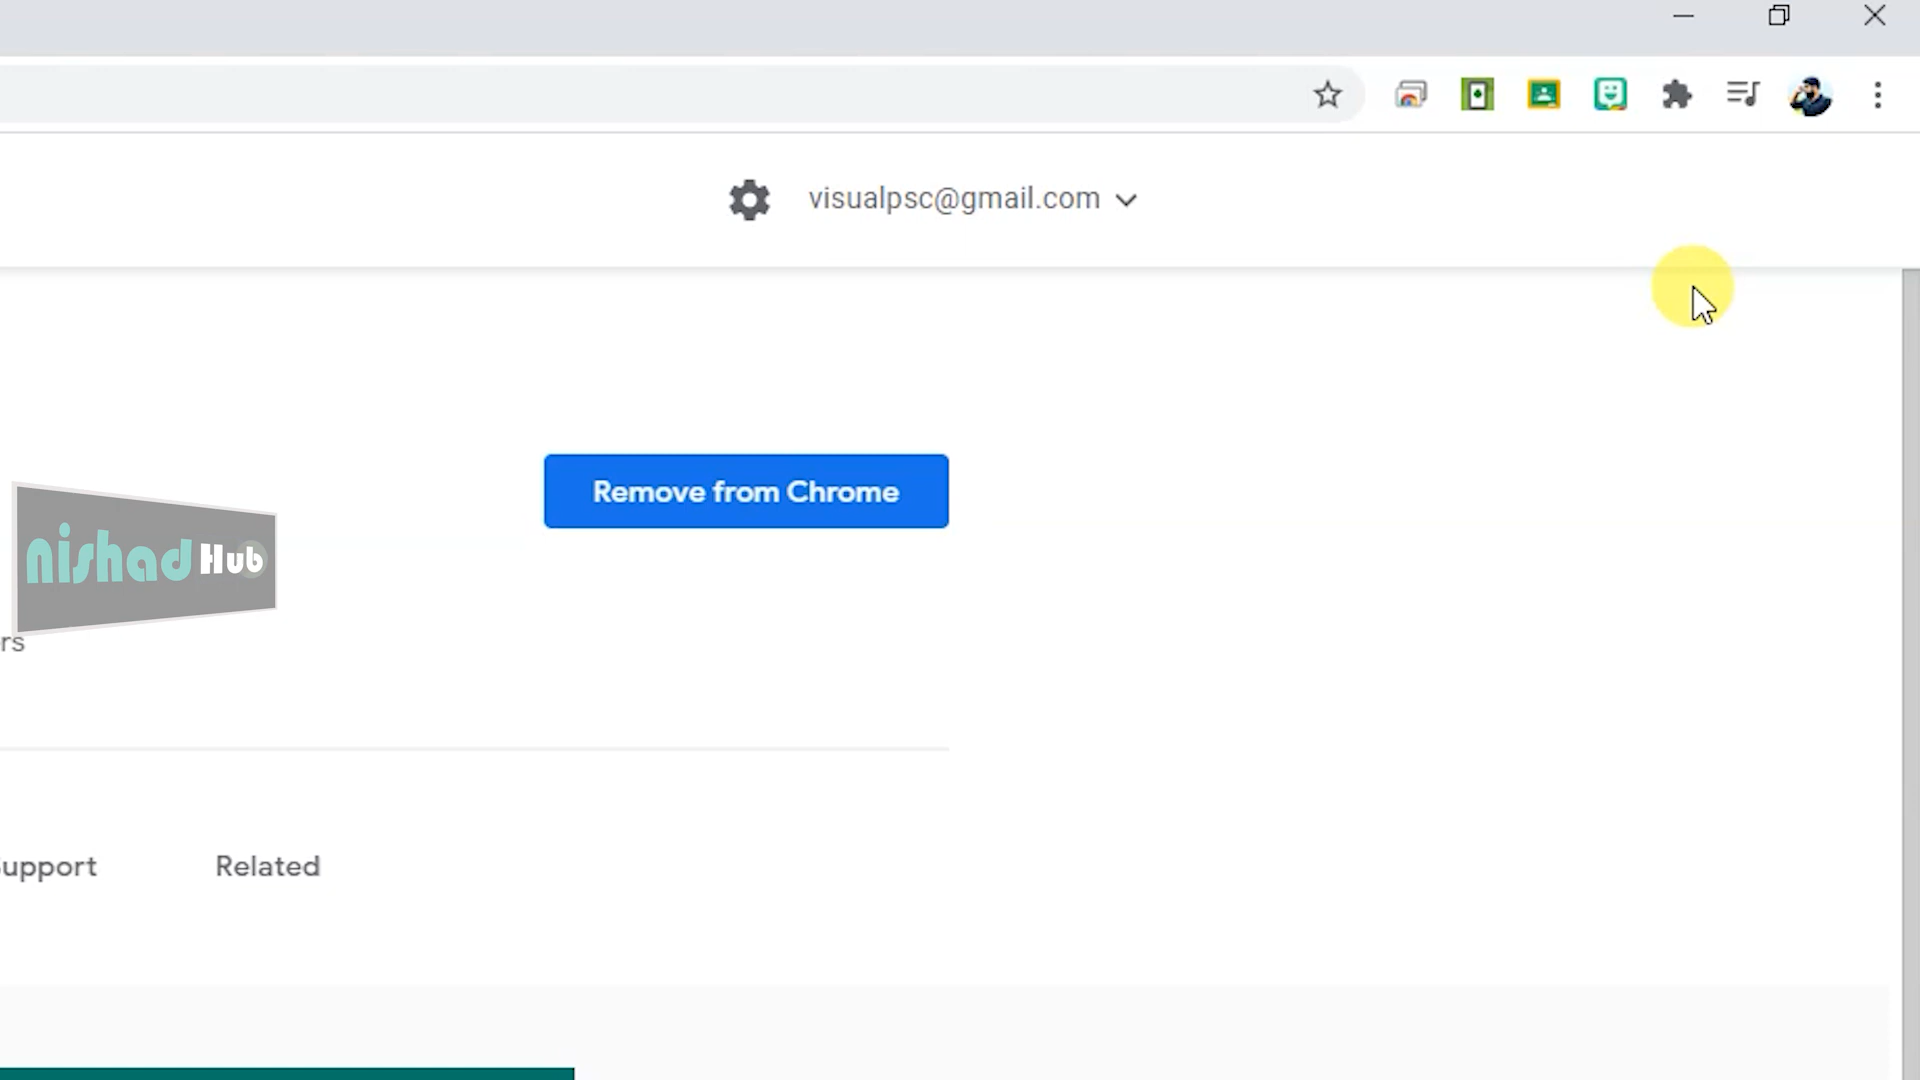 visualpsc@gmail.com
Remove from Chrome
nishad Hub
rs
upport
Related